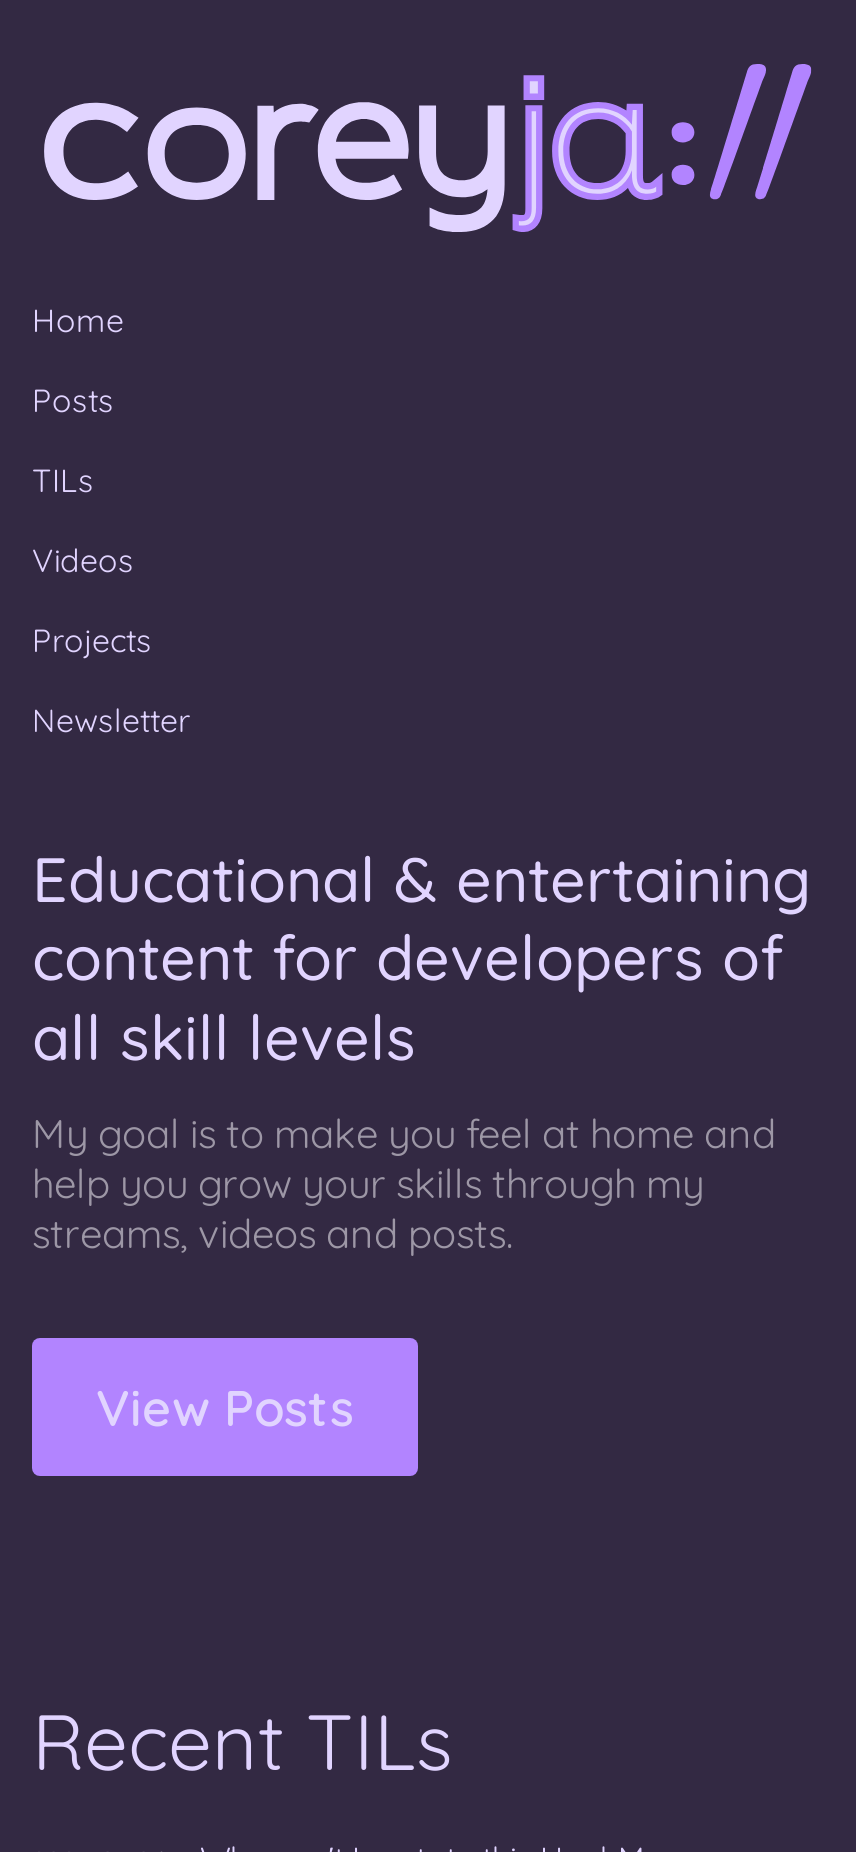 coreyja://
Home
Posts
TILs
Videos
Projects
Newsletter
Educational & entertaining
content for developers of
all skill levels
My goal is to make you feel at home and
help you grow your skills through my
streams, videos and posts.
View Posts
Recent TILs